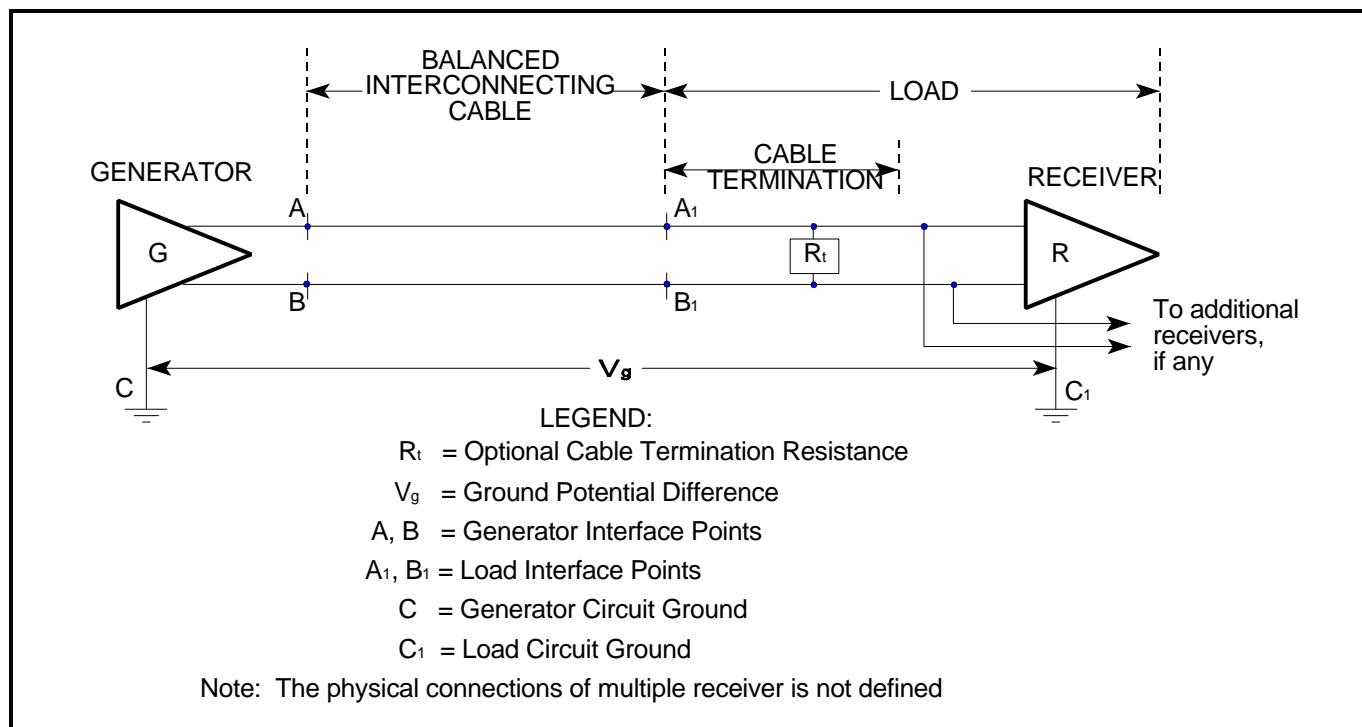 BALANCED
INTERCONNECTING
CABLE
LOAD
CABLE
TERMINATION
GENERATOR
RECEIVER
A
A₁
G
Rₜ
R
B
B₁
To additional
receivers,
if any
V₉
C
C₁
LEGEND:
Rₜ = Optional Cable Termination Resistance
Vg = Ground Potential Difference
A, B = Generator Interface Points
A₁, B₁ = Load Interface Points
C = Generator Circuit Ground
C₁ = Load Circuit Ground
Note: The physical connections of multiple receiver is not defined